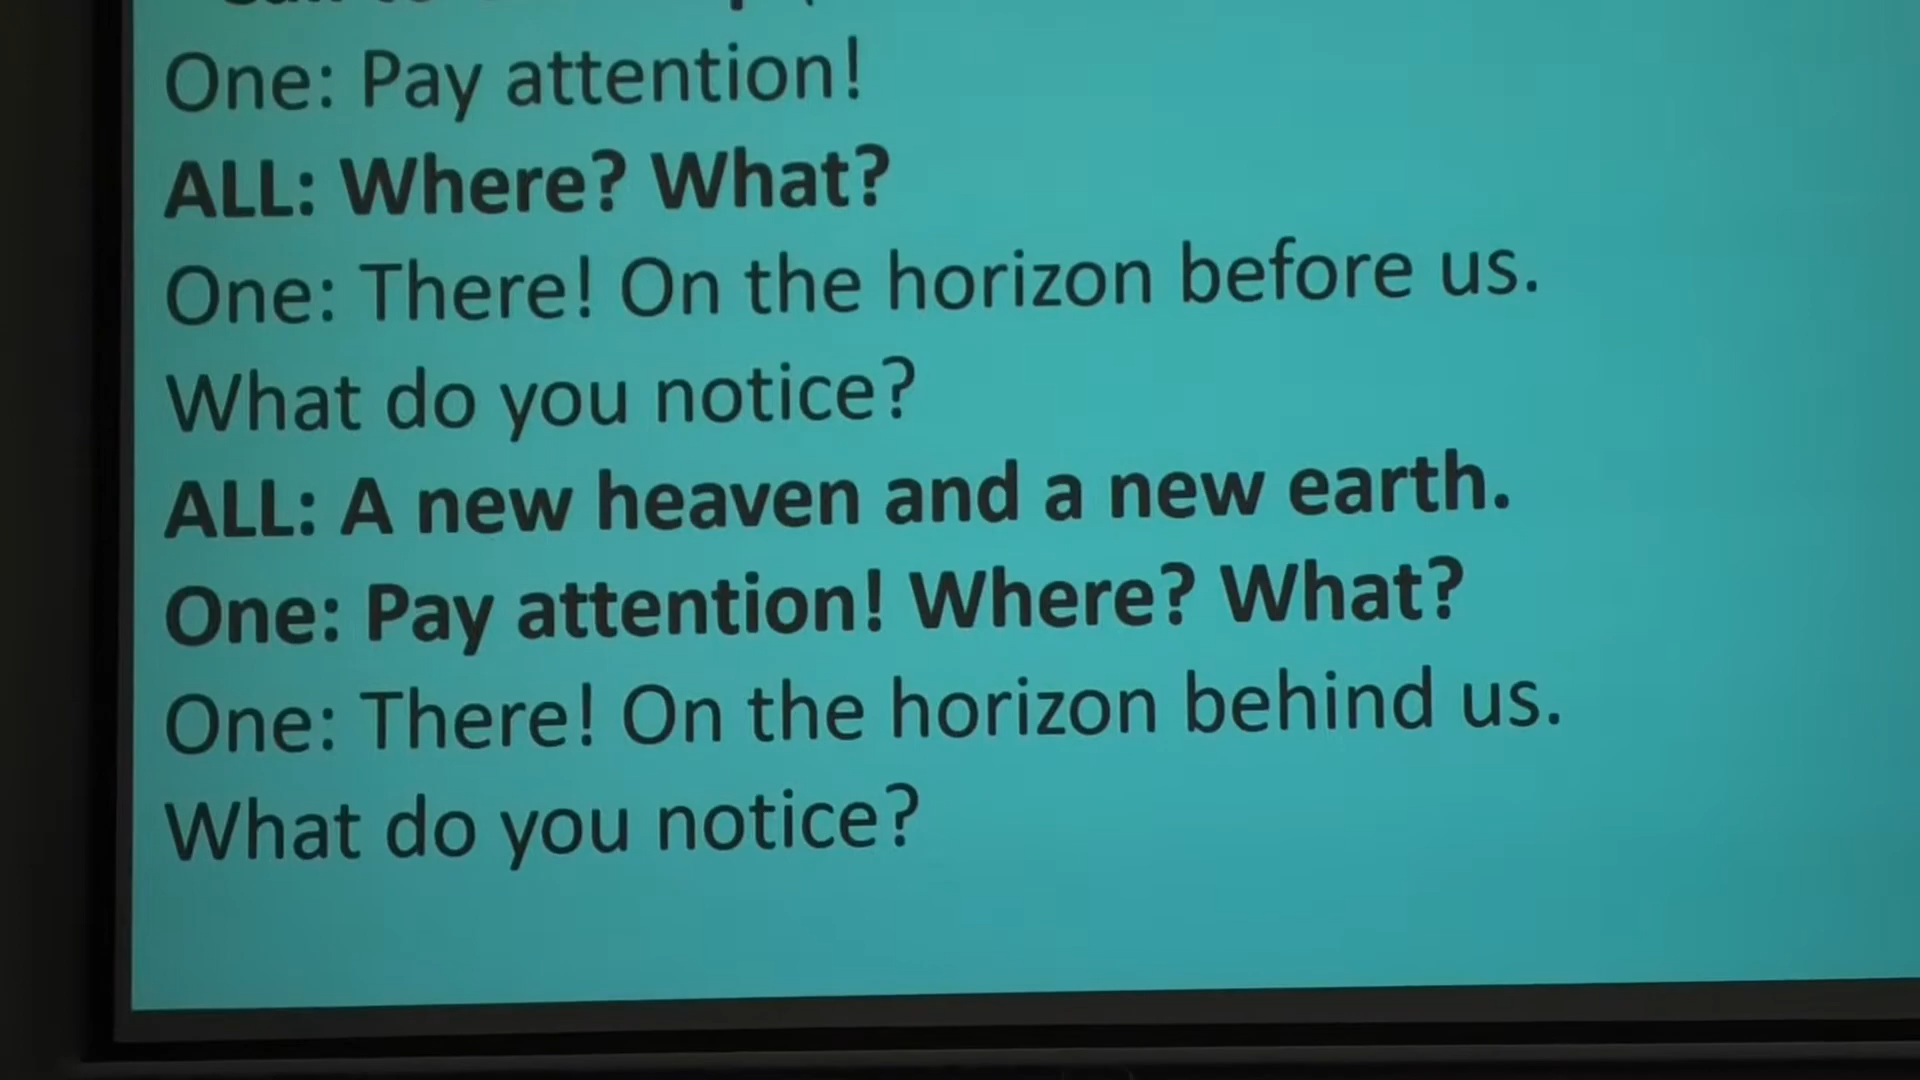 One: Pay attention!
ALL: Where? What?
One: There! On the horizon before us.
What do you notice?
ALL: A new heaven and a new earth.
One: Pay attention! Where? What?
One: There! On the horizon behind us.
What do you notice?